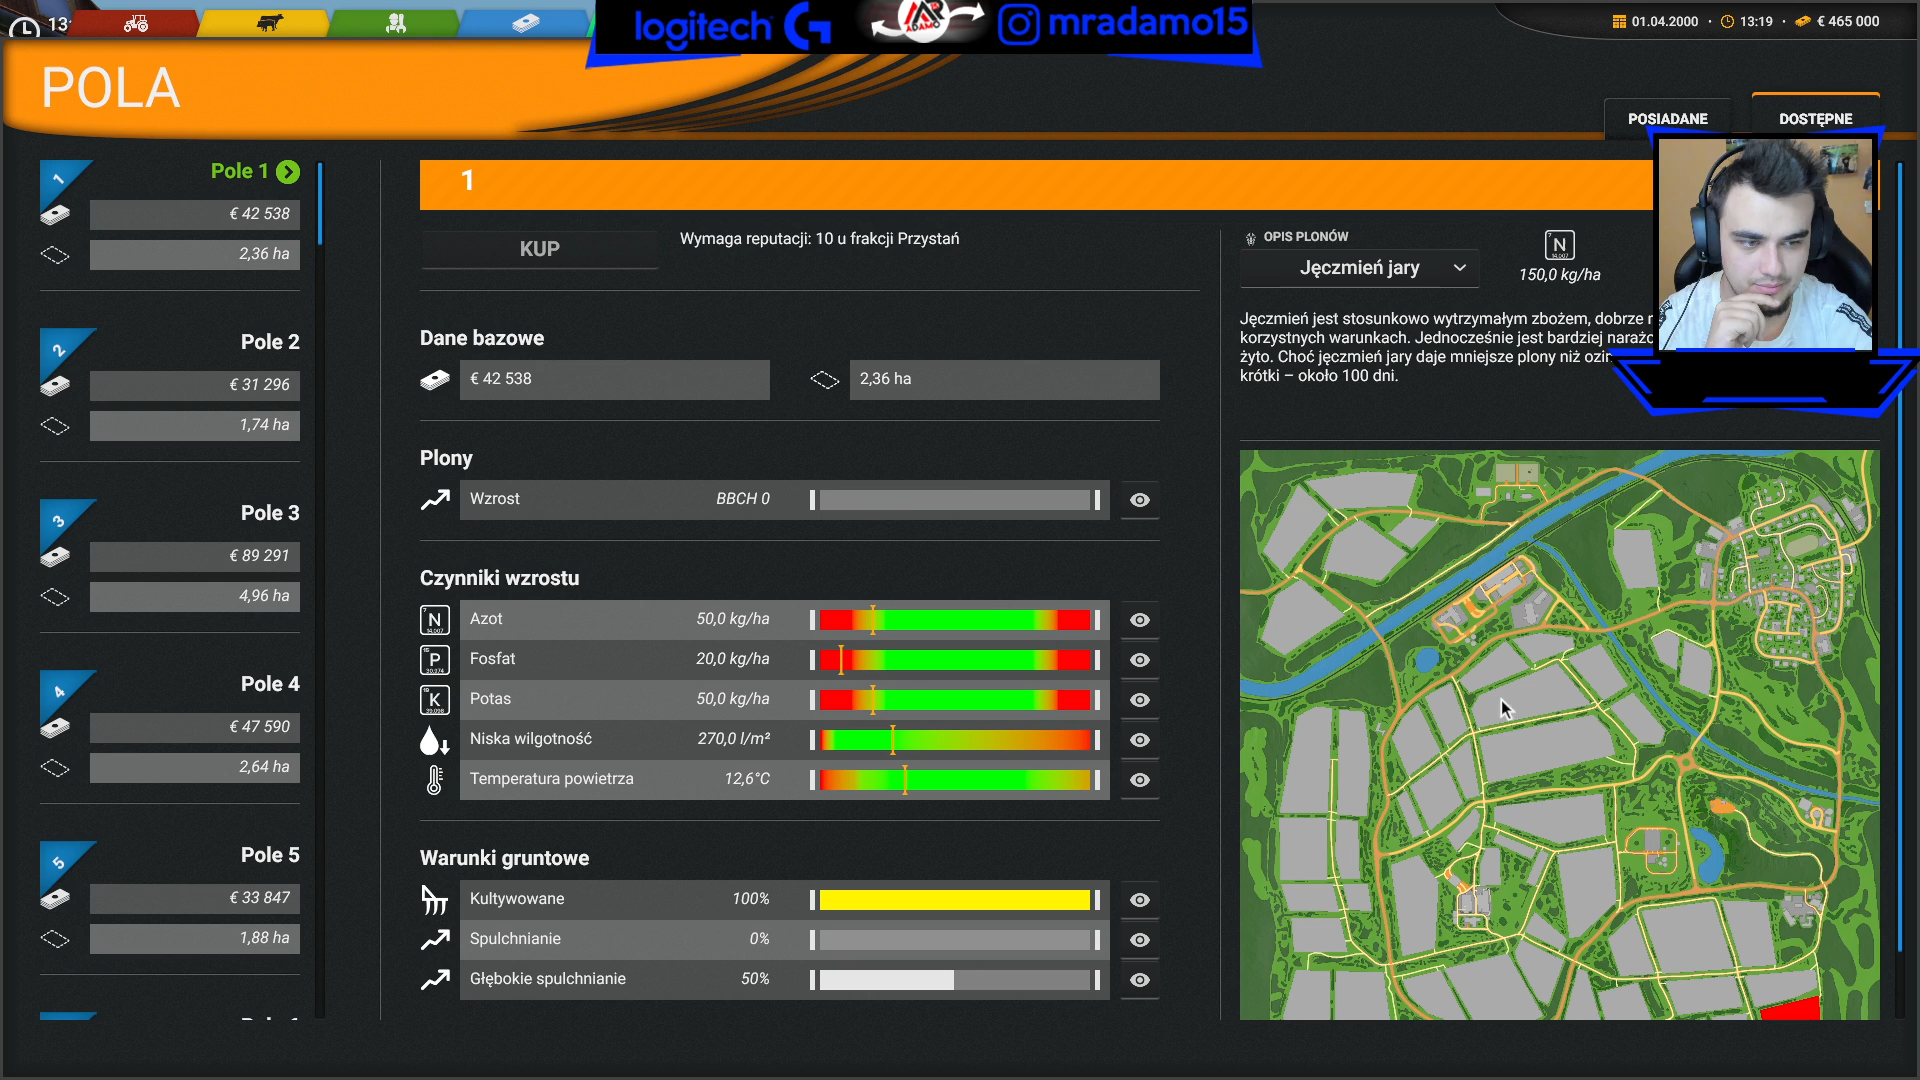 logitech G
ADAMO
mradamo15
01.04.2000 • 13:19 • € 465 000
POLA
POSIADANE
DOSTĘPNE
1
Pole 1
€ 42 538
2,36 ha
2
Pole 2
€ 31 296
1,74 ha
3
Pole 3
€ 89 291
4,96 ha
4
Pole 4
€ 47 590
2,64 ha
5
Pole 5
€ 33 847
1,88 ha
1
KUP
Wymaga reputacji: 10 u frakcji Przystań
Dane bazowe
€ 42 538
2,36 ha
Plony
Wzrost BBCH 0
Czynniki wzrostu
N Azot 50,0 kg/ha
P Fosfat 20,0 kg/ha
K Potas 50,0 kg/ha
Niska wilgotność 270,0 l/m²
Temperatura powietrza 12,6°C
Warunki gruntowe
Kultywowane 100%
Spulchnianie 0%
Głębokie spulchnianie 50%
OPIS PLONÓW
Jęczmień jary
N
150,0 kg/ha
Jęczmień jest stosunkowo wytrzymałym zbożem, dobrze
korzystnych warunkach. Jednocześnie jest bardziej
żyto. Choć jęczmień jary daje mniejsze plony niż
krótki – około 100 dni.